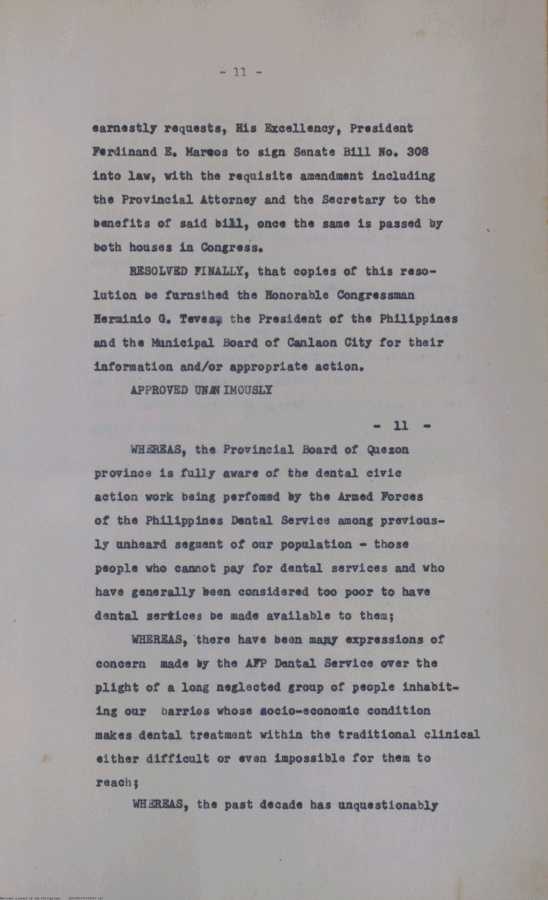 - 11 -
earnestly requests, His Excellency, President
Ferdinand E. Marcos to sign Senate Bill No. 308
into law, with the requisite amendment including
the Provincial Attorney and the Secretary to the
benefits of said bill, once the same is passed by
both houses in Congress.
RESOLVED FINALLY, that copies of this reso-
lution be furnsihed the Honorable Congressman
Herminio G. Teves, the President of the Philippines
and the Municipal Board of Canlaon City for their
information and/or appropriate action.
APPROVED UNANIMOUSLY
- 11 -
WHEREAS, the Provincial Board of Quezon
province is fully aware of the dental civic
action work being perfomed by the Armed Forces
of the Philippines Dental Service among previous-
ly unheard segment of our population - those
people who cannot pay for dental services and who
have generally been considered too poor to have
dental services be made available to them;
WHEREAS, there have been many expressions of
concern made by the AFP Dental Service over the
plight of a long neglected group of people inhabit-
ing our barrios whose socio-economic condition
makes dental treatment within the traditional clinical
either difficult or even impossible for them to
reach;
WHEREAS, the past decade has unquestionably